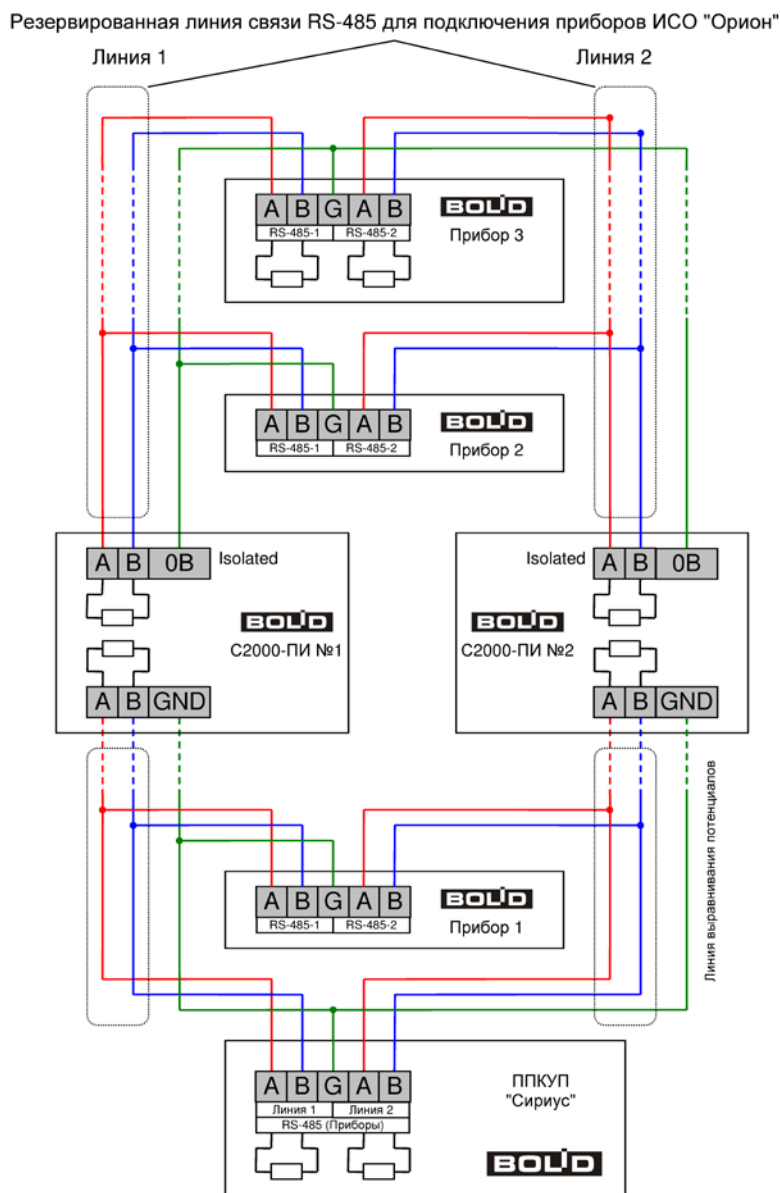 Резервированная линия связи RS-485 для подключения приборов ИСО "Орион"
Линия 1
Линия 2
A B G A B
RS-485-1 RS-485-2
BOLID
Прибор 3
A B G A B
RS-485-1 RS-485-2
BOLID
Прибор 2
A B 0В Isolated
BOLID
С2000-ПИ №1
A B GND
Isolated A B 0В
BOLID
С2000-ПИ №2
A B GND
Линия выравнивания потенциалов
A B G A B
RS-485-1 RS-485-2
BOLID
Прибор 1
A B G A B
Линия 1 Линия 2
RS-485 (Приборы)
ППКУП
"Сириус"
BOLID